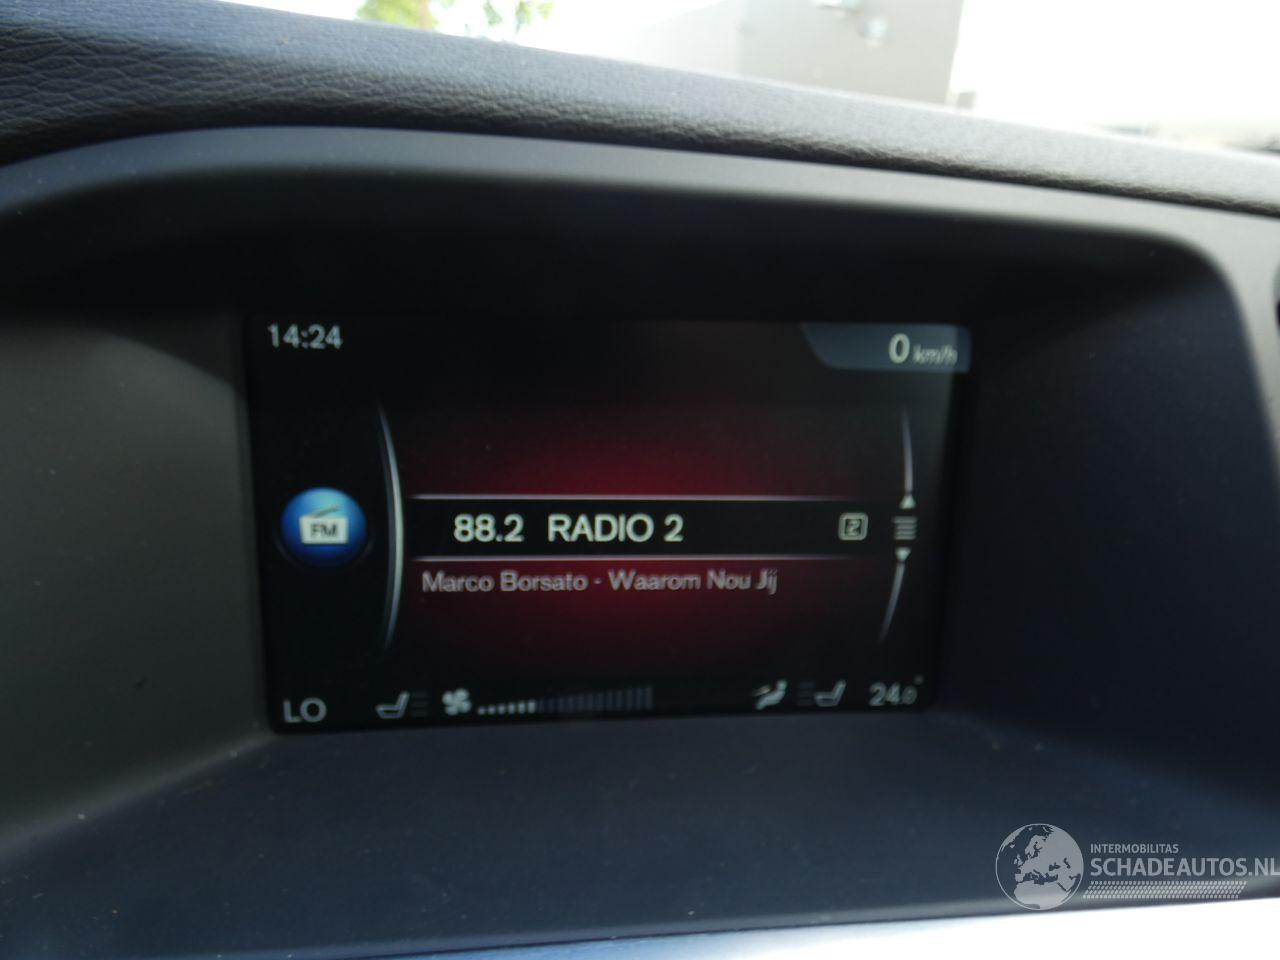 14:24
0 km/h
FM
88.2 RADIO 2 2
Marco Borsato - Waarom Nou Jij
LO
24.0°
INTERMOBILITAS
SCHADEAUTOS.NL